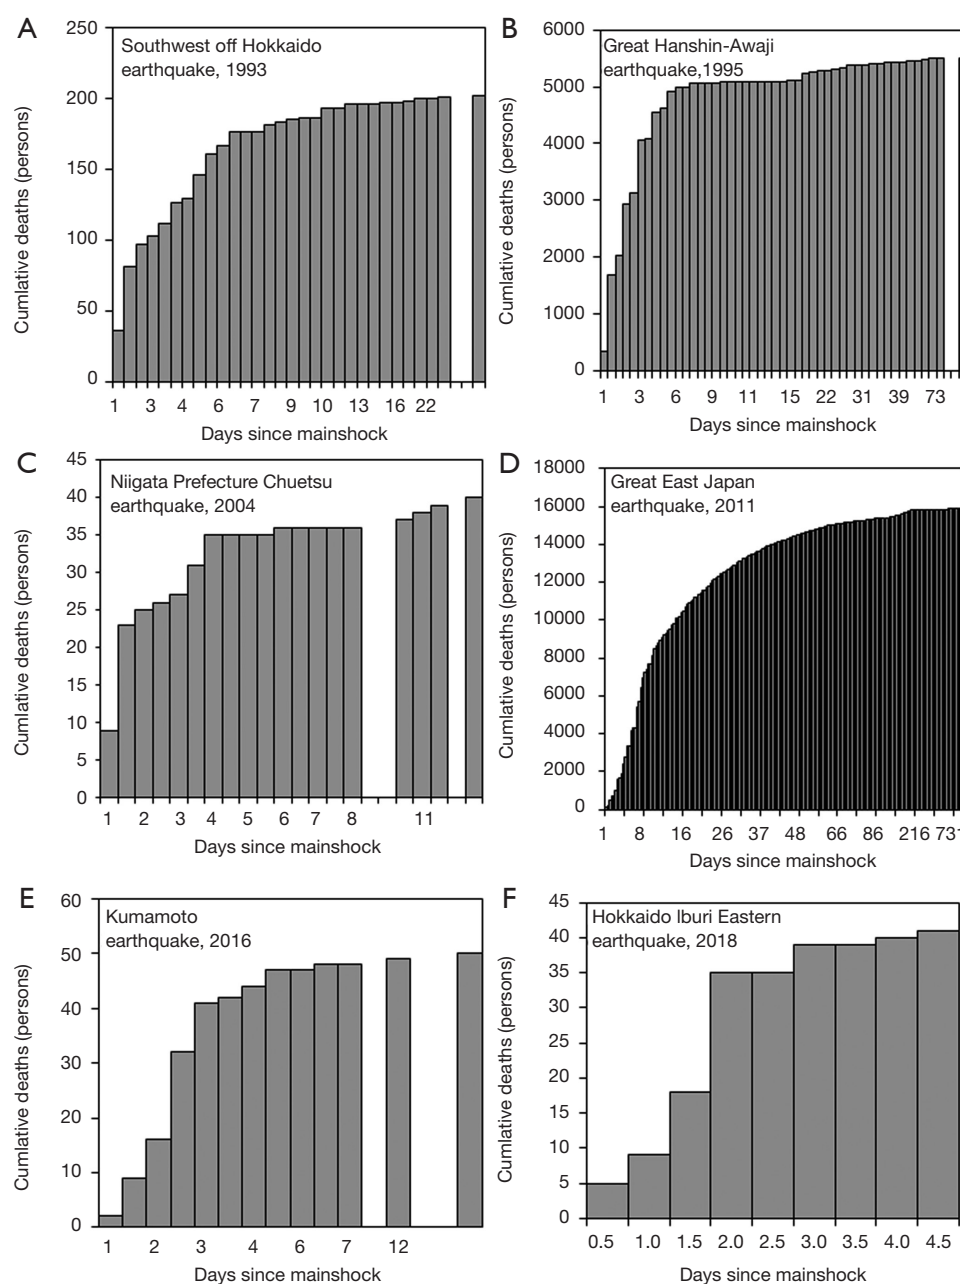 A
Southwest off Hokkaido
earthquake, 1993
Cumlative deaths (persons)
250
200
150
100
50
0
1 3 4 6 7 9 10 13 16 22
Days since mainshock
B
Great Hanshin-Awaji
earthquake,1995
Cumlative deaths (persons)
6000
5000
4000
3000
2000
1000
0
1 3 6 9 11 15 22 31 39 73
Days since mainshock
C
Niigata Prefecture Chuetsu
earthquake, 2004
Cumlative deaths (persons)
45
40
35
30
25
20
15
10
5
0
1 2 3 4 5 6 7 8 11
Days since mainshock
D
Great East Japan
earthquake, 2011
Cumlative deaths (persons)
18000
16000
14000
12000
10000
8000
6000
4000
2000
0
1 8 16 26 37 48 66 86 216 731
Days since mainshock
E
Kumamoto
earthquake, 2016
Cumlative deaths (persons)
60
50
40
30
20
10
0
1 2 3 4 6 7 12
Days since mainshock
F
Hokkaido Iburi Eastern
earthquake, 2018
Cumlative deaths (persons)
45
40
35
30
25
20
15
10
5
0
0.5 1.0 1.5 2.0 2.5 3.0 3.5 4.0 4.5
Days since mainshock